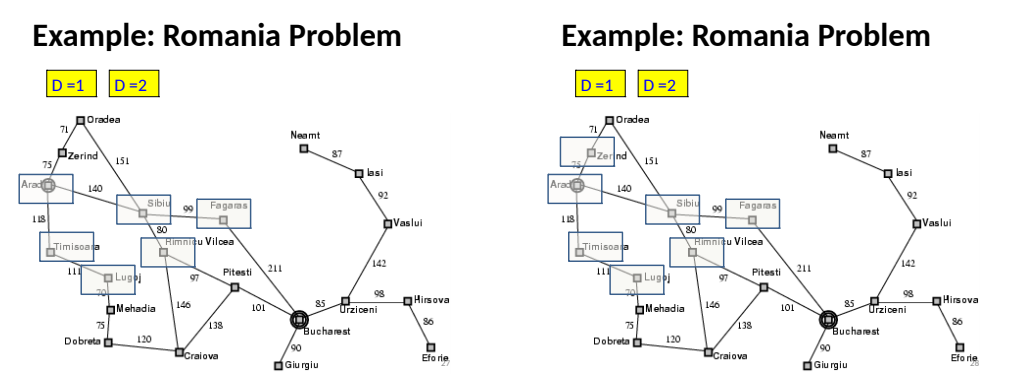 Example: Romania Problem
D =1 D =2
Oradea
71
Neamt
Zerind
87
75
151
Iasi
Arad
140
92
Sibiu
Fagaras
99
118
80
Vaslui
Timisoara
Rimnicu Vilcea
142
111
Pitesti
211
Lugoj
97
70
85
98
Hirsova
Mehadia
146
101
Urziceni
75
138
86
Bucharest
Dobreta
120
90
Craiova
Eforie
Giurgiu
27
Example: Romania Problem
D =1 D =2
Oradea
71
Neamt
Zerind
87
75
151
Iasi
Arad
140
92
Sibiu
Fagaras
99
118
80
Vaslui
Timisoara
Rimnicu Vilcea
142
111
Pitesti
211
Lugoj
97
70
85
98
Hirsova
Mehadia
146
101
Urziceni
75
138
86
Bucharest
Dobreta
120
90
Craiova
Eforie
Giurgiu
28